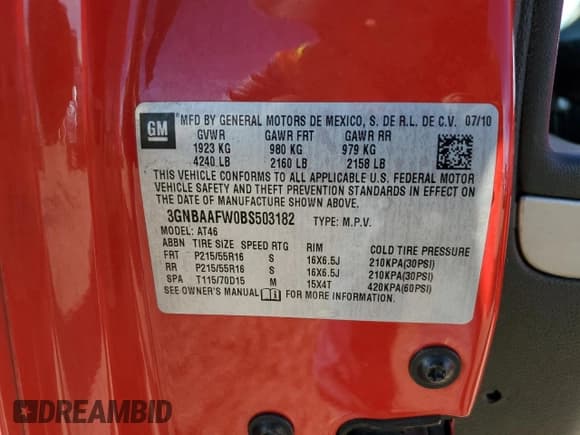 GM
MFD BY GENERAL MOTORS DE MEXICO, S. DE R.L. DE C.V. 07/10
GVWR GAWR FRT GAWR RR
1923 KG 980 KG 979 KG
4240 LB 2160 LB 2158 LB
THIS VEHICLE CONFORMS TO ALL APPLICABLE U.S. FEDERAL MOTOR
VEHICLE SAFETY AND THEFT PREVENTION STANDARDS IN EFFECT ON
THE DATE OF MANUFACTURE SHOWN ABOVE.
3GNBAAFW0BS503182 TYPE: M.P.V.
MODEL: AT46
ABBN TIRE SIZE SPEED RTG RIM COLD TIRE PRESSURE
FRT P215/55R16 S 16X6.5J 210KPA(30PSI)
RR P215/55R16 S 16X6.5J 210KPA(30PSI)
SPA T115/70D15 M 15X4T 420KPA(60PSI)
SEE OWNER'S MANUAL FOR MORE INFORMATION.
DREAMBID